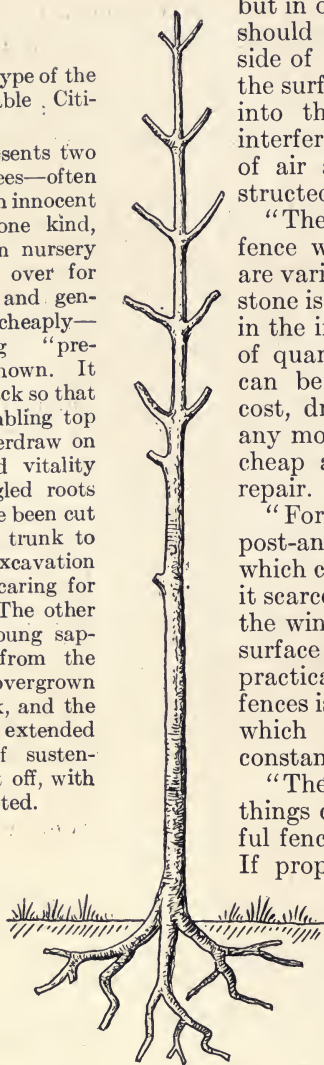 ype of the
ble Citi-
sents two
ees—often
n innocent
one kind,
n nursery
over for
and gen-
cheaply—
g “pre-
nown. It
ck so that
abling top
erdraw on
d vitality
gled roots
e been cut
trunk to
xcavation
caring for
The other
oung sap-
from the
overgrown
k, and the
extended
f susten-
t off, with
ted.
but in o
should
side of
the surf
into th
interfer
of air a
structed
“The
fence w
are vari
stone is
in the i
of quan
can be
cost, dr
any mo
cheap a
repair.
“For
post-an
which c
it scarce
the win
surface
practica
fences is
which
constan
“The
things o
ful fenc
If prop